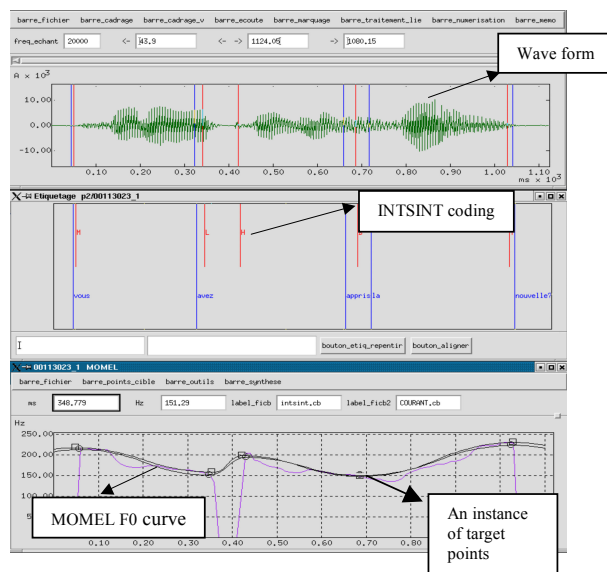 barre_fichier barre_cadrage barre_cadrage_v barre_ecoute barre_marquage barre_traitement_lie barre_numerisation barre_memo
freq_echant 20000 <- 43.9 <- -> 1124.05 -> 1080.15
Wave form
A × 10³
10.00
0.00
-10.00
0.10 0.20 0.30 0.40 0.50 0.60 0.70 0.80 0.90 1.00 1.10
ms × 10³
Etiquetage p2/00113023_1
INTSINT coding
M L H
vous avez appris la nouvelle?
bouton_etiq_repentir bouton_aligner
00113023_1 MOMEL
barre_fichier barre_points_cible barre_outils barre_synthese
ms 348.779 Hz 151.29 label_ficb intsint.cb label_ficb2 COURANT.cb
Hz
250.00
200.00
150.00
100.00
MOMEL F0 curve
An instance
of target
points
0.10 0.20 0.30 0.40 0.50 0.60 0.70 0.80